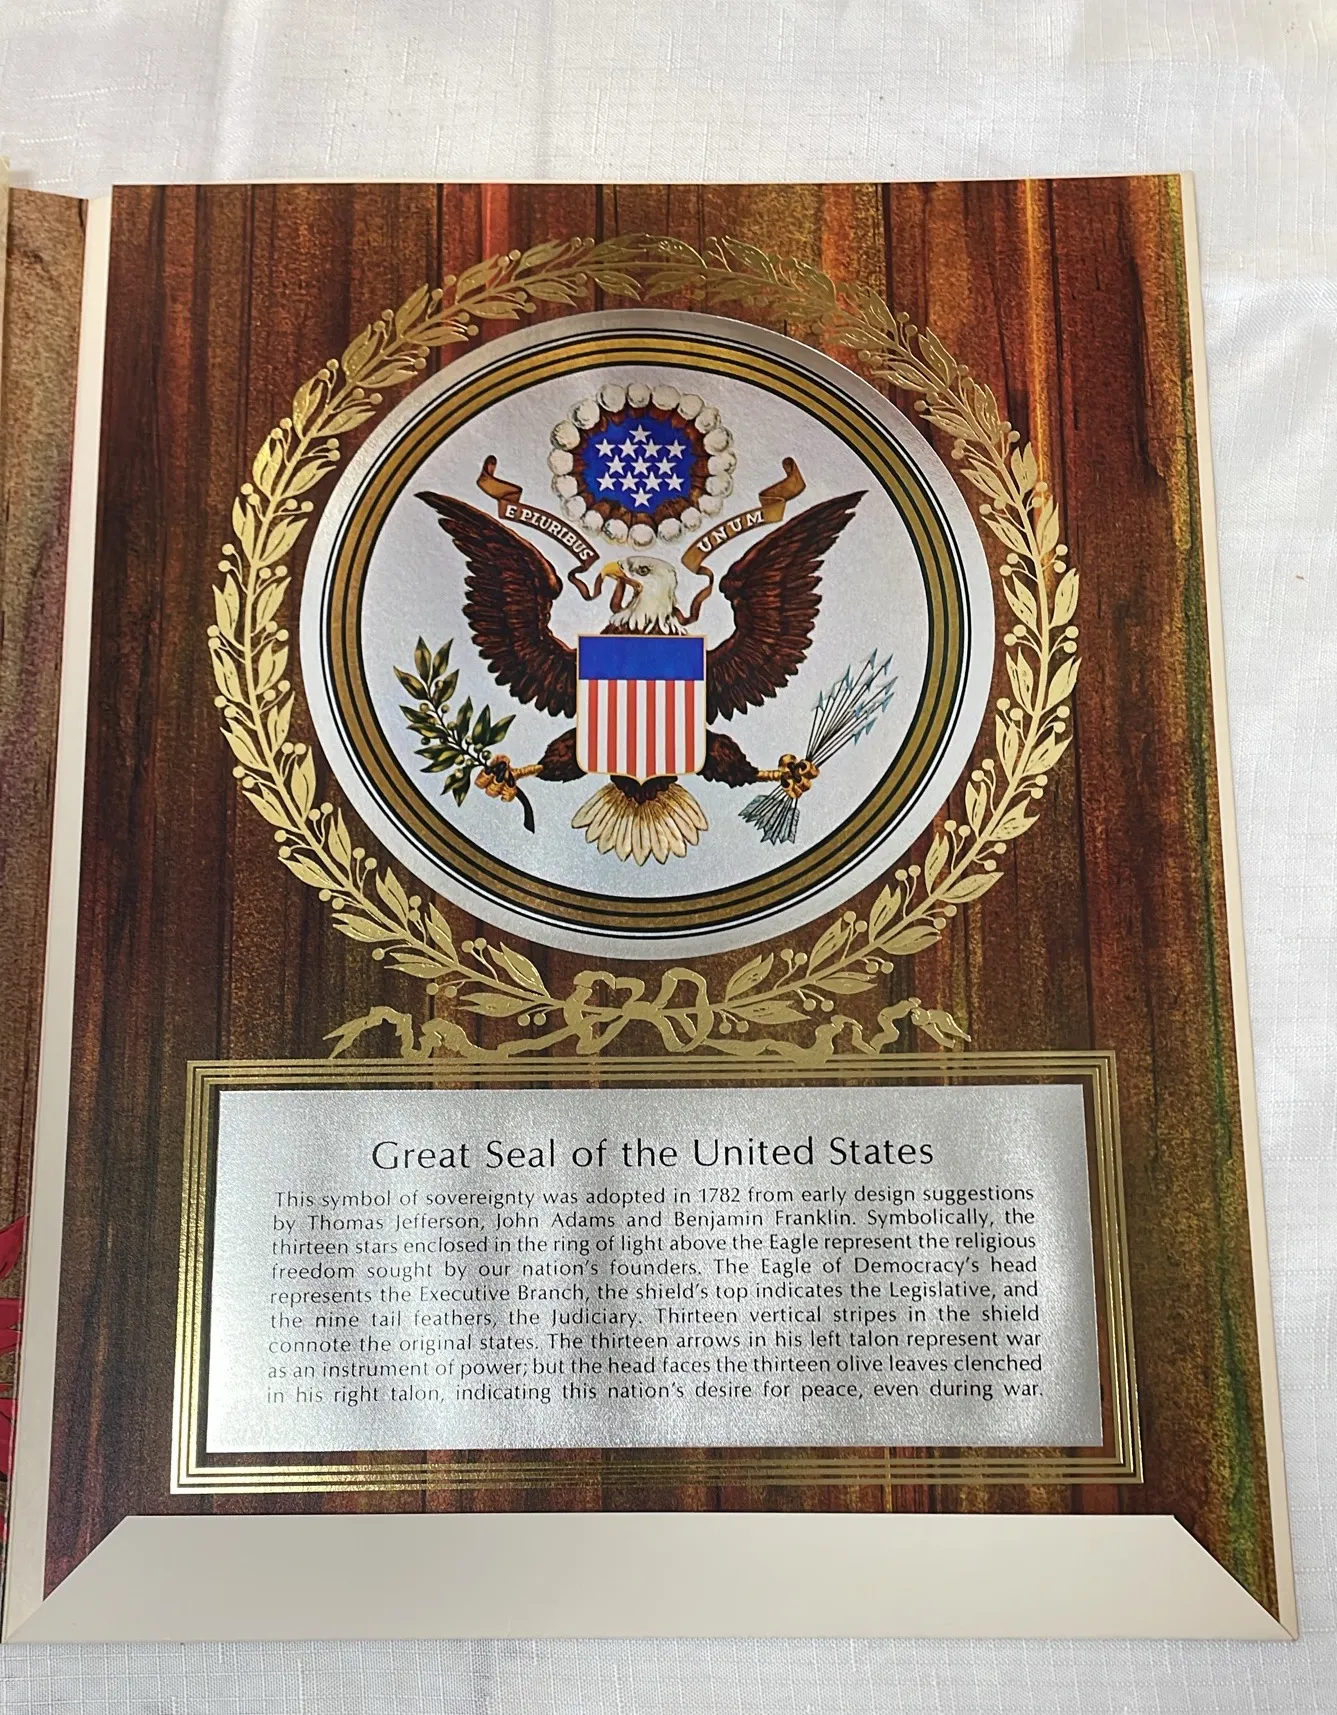 E PLURIBUS UNUM
Great Seal of the United States
This symbol of sovereignty was adopted in 1782 from early design suggestions
by Thomas Jefferson, John Adams and Benjamin Franklin. Symbolically, the
thirteen stars enclosed in the ring of light above the Eagle represent the religious
freedom sought by our nation's founders. The Eagle of Democracy's head
represents the Executive Branch, the shield's top indicates the Legislative, and
the nine tail feathers, the Judiciary. Thirteen vertical stripes in the shield
connote the original states. The thirteen arrows in his left talon represent war
as an instrument of power; but the head faces the thirteen olive leaves clenched
in his right talon, indicating this nation's desire for peace, even during war.